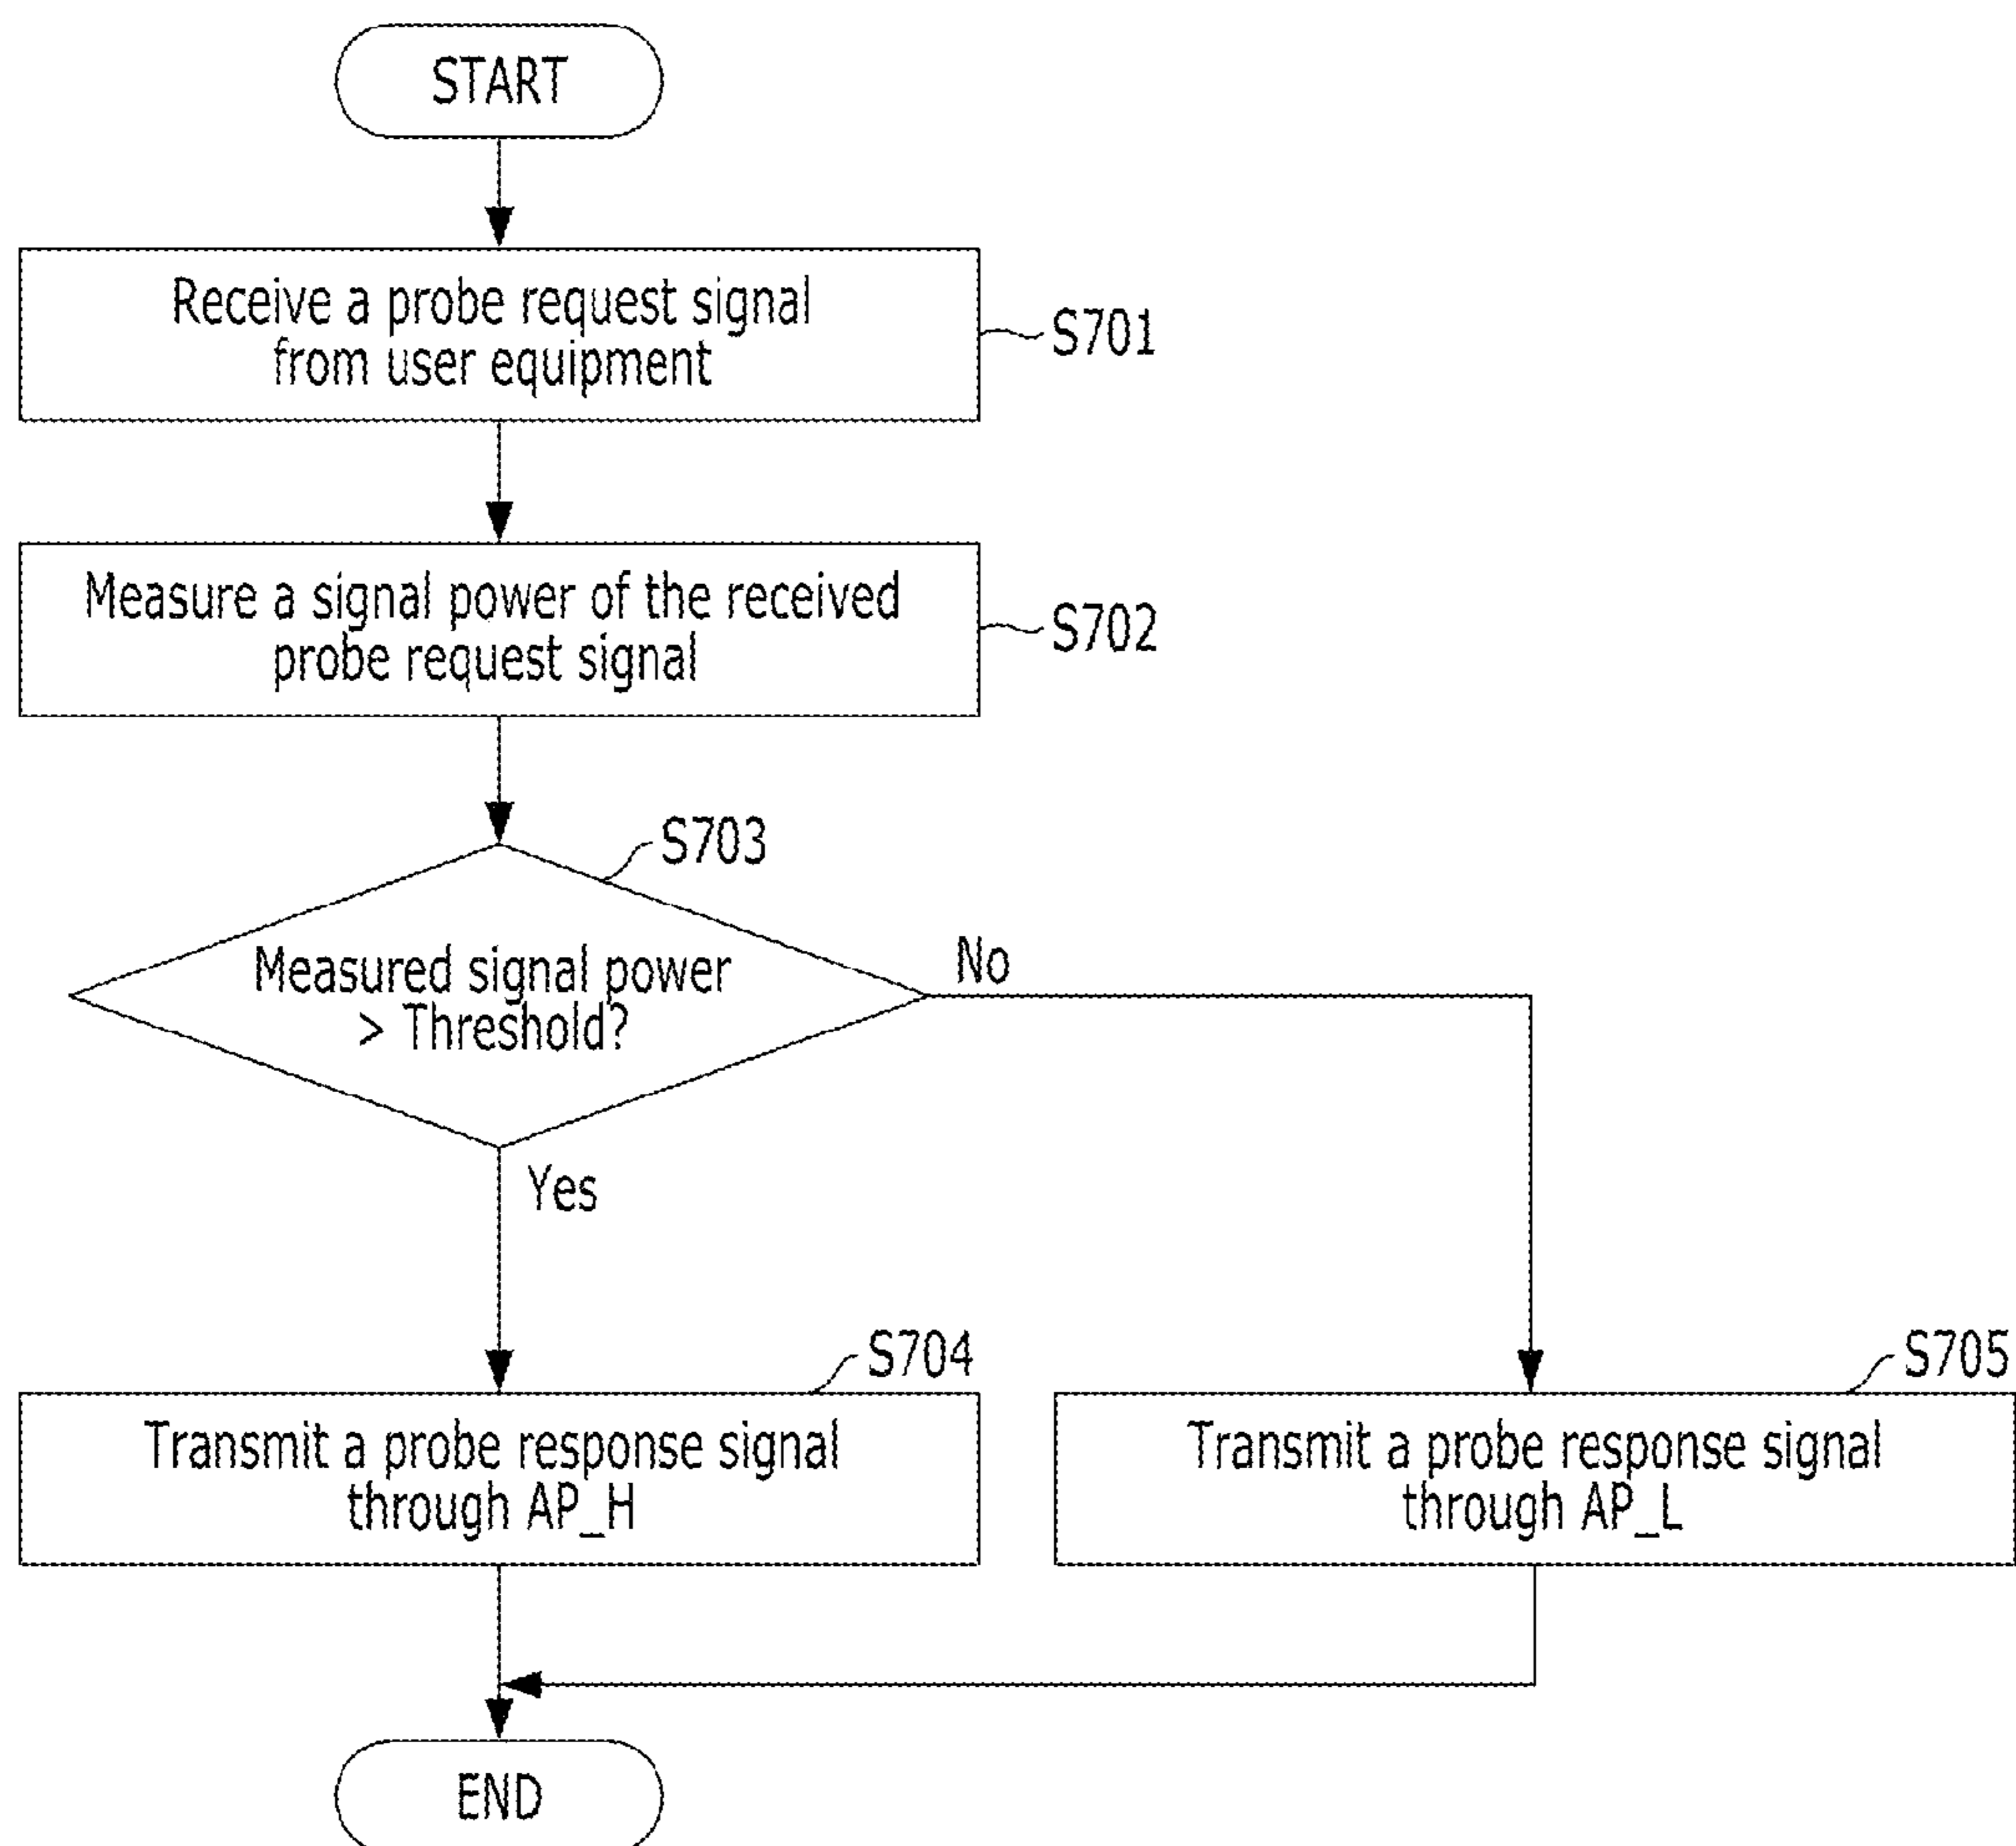 START
Receive a probe request signal
from user equipment
S701
Measure a signal power of the received
probe request signal
S702
S703
Measured signal power
> Threshold?
No
Yes
S704
Transmit a probe response signal
through AP_H
S705
Transmit a probe response signal
through AP_L
END